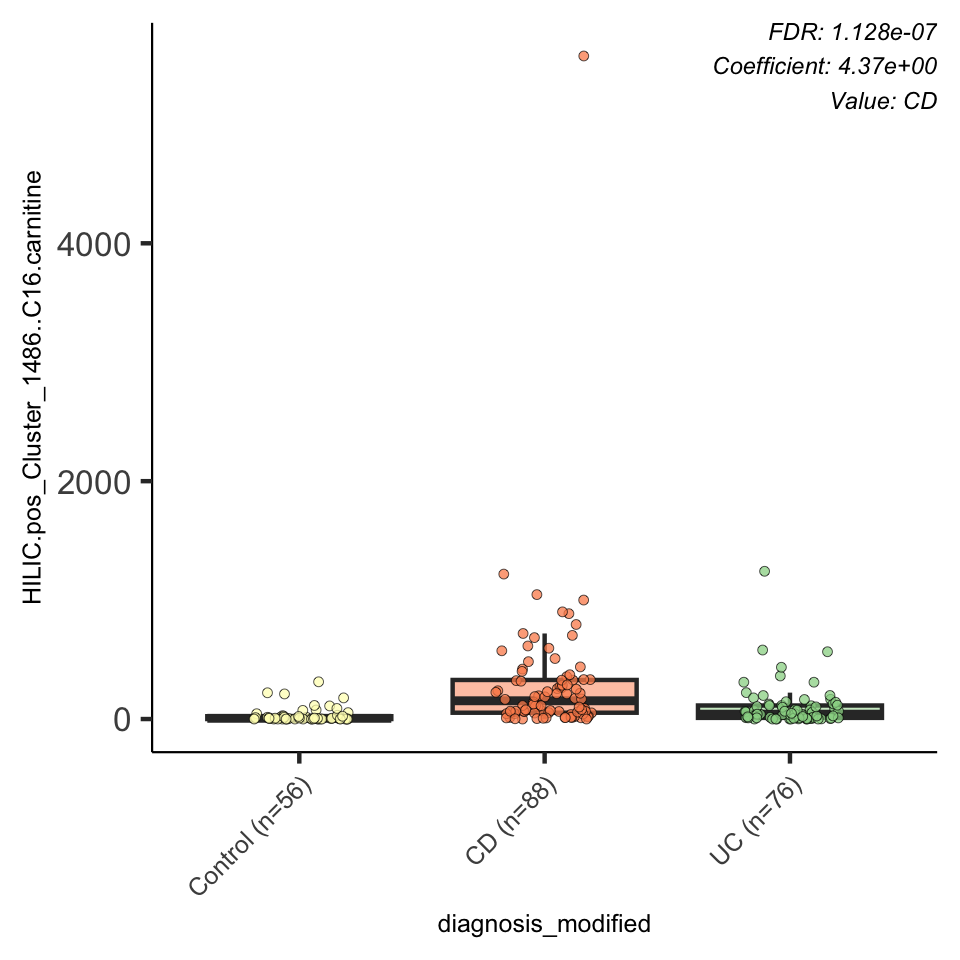 FDR: 1.128e-07
Coefficient: 4.37e+00
Value: CD
HILIC.pos_Cluster_1486..C16.carnitine
4000
2000
0
Control (n=56)
CD (n=88)
UC (n=76)
diagnosis_modified